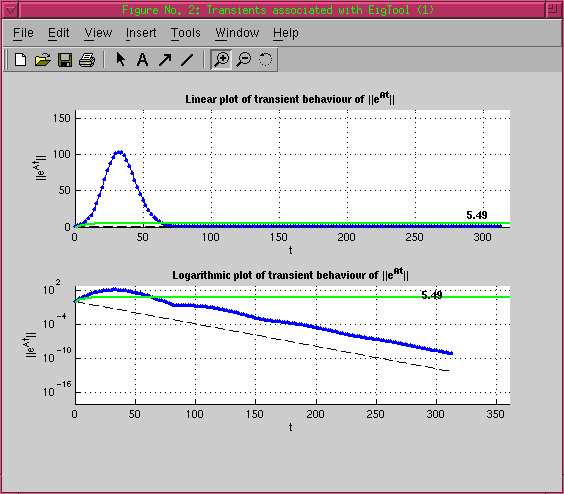 Figure No. 2: Transients associated with EigTool (1)
File Edit View Insert Tools Window Help
A
Linear plot of transient behaviour of ||e^At||
150
100
50
0
||e^At||
5.49
0 50 100 150 200 250 300
t
Logarithmic plot of transient behaviour of ||e^At||
10^2
10^-4
10^-10
10^-16
||e^At||
5.49
0 50 100 150 200 250 300 350
t